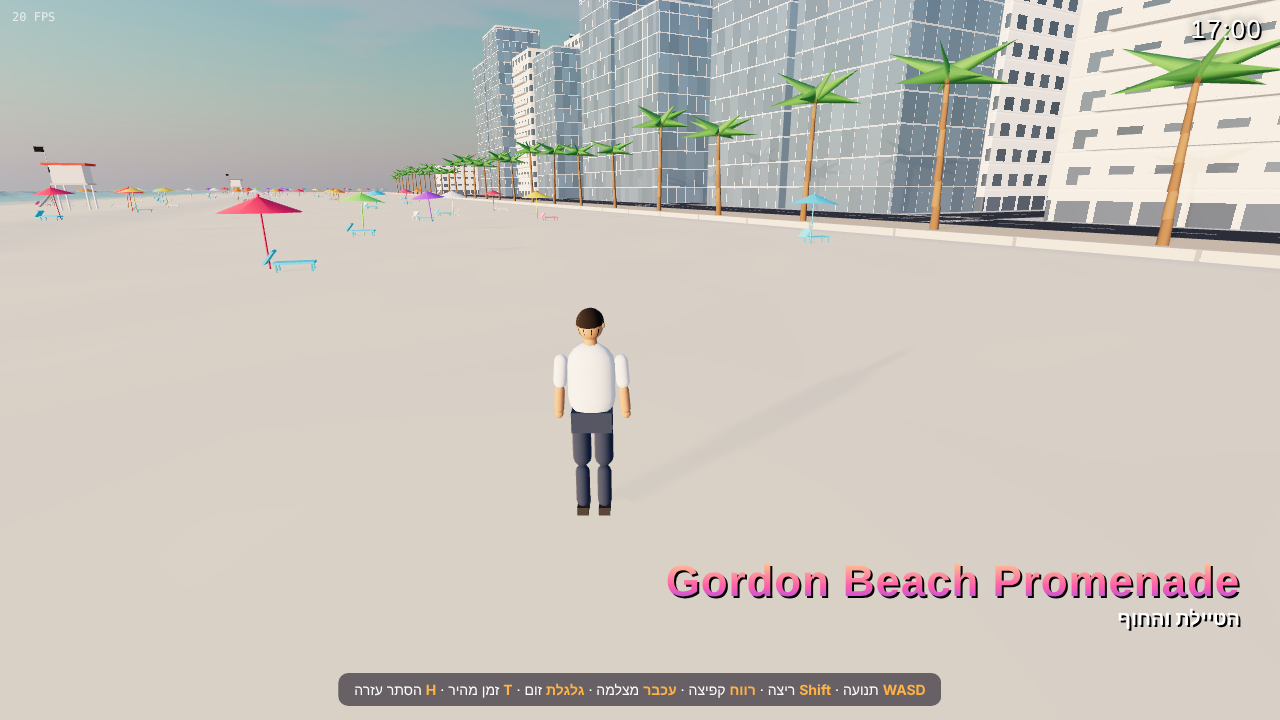 20 FPS
17:00
Gordon Beach Promenade
הטיילת והחוף
WASD תנועה · Shift ריצה · רווח קפיצה · עכבר מצלמה · גלגלת זום · T זמן מהיר · H הסתר עזרה